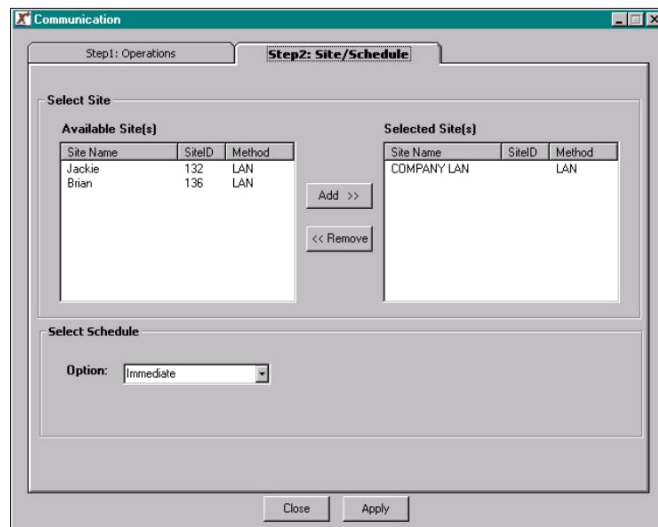 Communication
Step1: Operations
Step2: Site/Schedule
Select Site
Available Site(s)
Selected Site(s)
Site Name SiteID Method
Jackie 132 LAN
Brian 136 LAN
Add >>
<< Remove
Site Name SiteID Method
COMPANY LAN LAN
Select Schedule
Option: Immediate
Close Apply